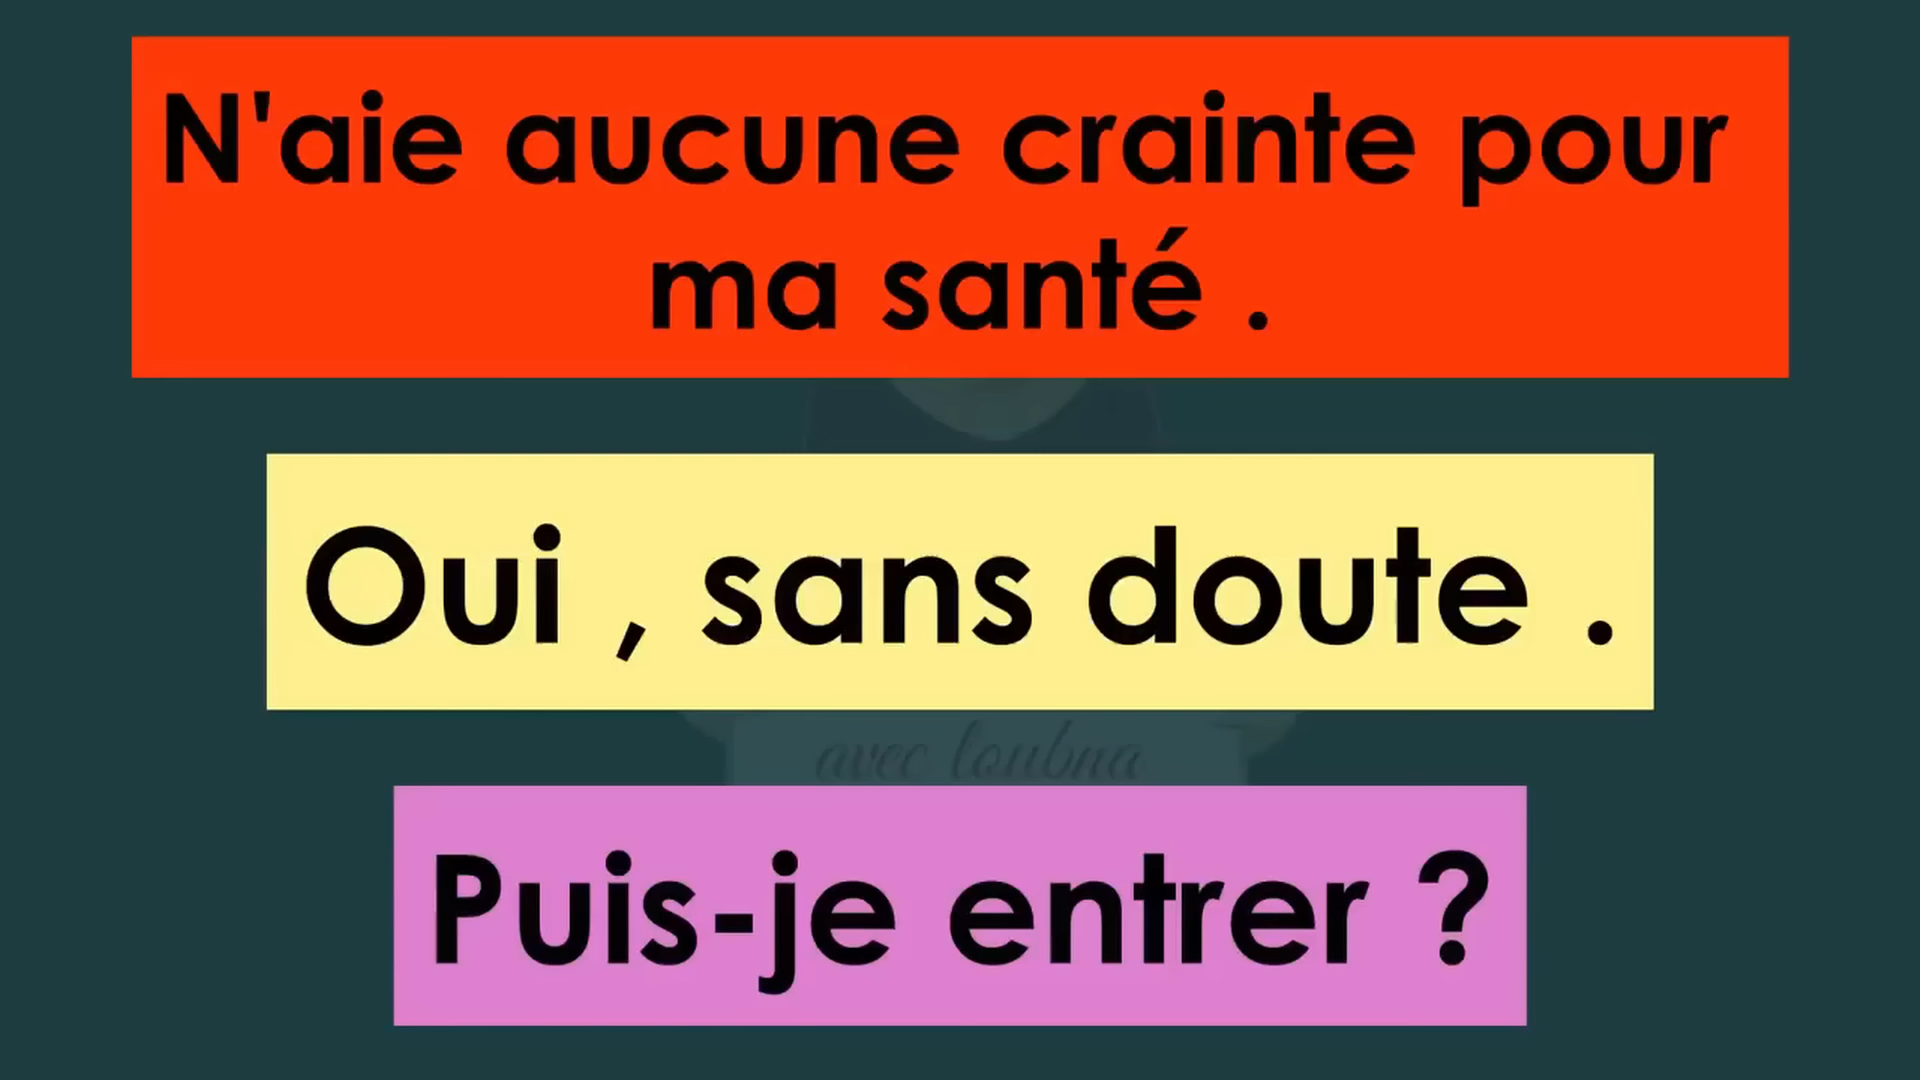 N'aie aucune crainte pour
ma santé .
Oui , sans doute .
avec loubna
Puis-je entrer ?